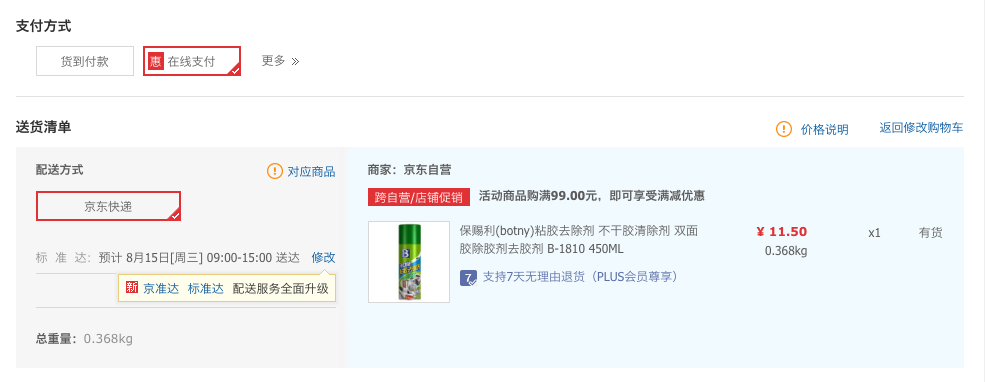 支付方式
货到付款
惠 在线支付
更多 »
送货清单
价格说明
返回修改购物车
配送方式
对应商品
京东快递
标 准 达: 预计 8月15日[周三] 09:00-15:00 送达 修改
新 京准达 标准达 配送服务全面升级
总重量: 0.368kg
商家: 京东自营
跨自营/店铺促销 活动商品购满99.00元, 即可享受满减优惠
保赐利(botny)粘胶去除剂 不干胶清除剂 双面
胶除胶剂去胶剂 B-1810 450ML
¥ 11.50
0.368kg
x1
有货
7 支持7天无理由退货（PLUS会员尊享）